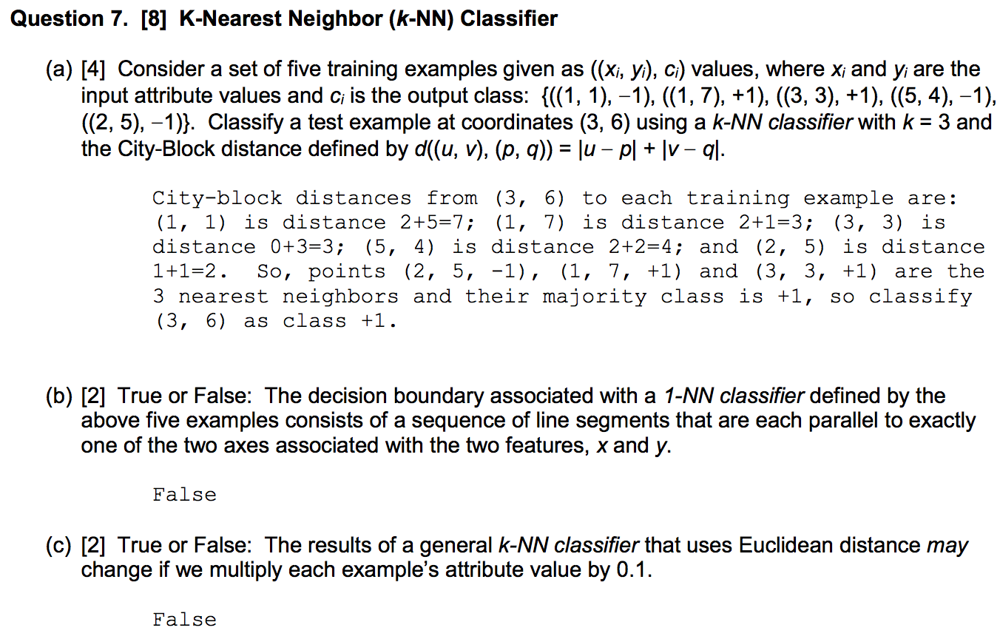 Question 7. [8] K-Nearest Neighbor (k-NN) Classifier
(a) [4] Consider a set of five training examples given as ((xi, yi), ci) values, where xi and yi are the
input attribute values and ci is the output class: {((1, 1), −1), ((1, 7), +1), ((3, 3), +1), ((5, 4), −1),
((2, 5), −1)}. Classify a test example at coordinates (3, 6) using a k-NN classifier with k = 3 and
the City-Block distance defined by d((u, v), (p, q)) = |u − p| + |v − q|.
City-block distances from (3, 6) to each training example are:
(1, 1) is distance 2+5=7; (1, 7) is distance 2+1=3; (3, 3) is
distance 0+3=3; (5, 4) is distance 2+2=4; and (2, 5) is distance
1+1=2. So, points (2, 5, -1), (1, 7, +1) and (3, 3, +1) are the
3 nearest neighbors and their majority class is +1, so classify
(3, 6) as class +1.
(b) [2] True or False: The decision boundary associated with a 1-NN classifier defined by the
above five examples consists of a sequence of line segments that are each parallel to exactly
one of the two axes associated with the two features, x and y.
False
(c) [2] True or False: The results of a general k-NN classifier that uses Euclidean distance may
change if we multiply each example’s attribute value by 0.1.
False